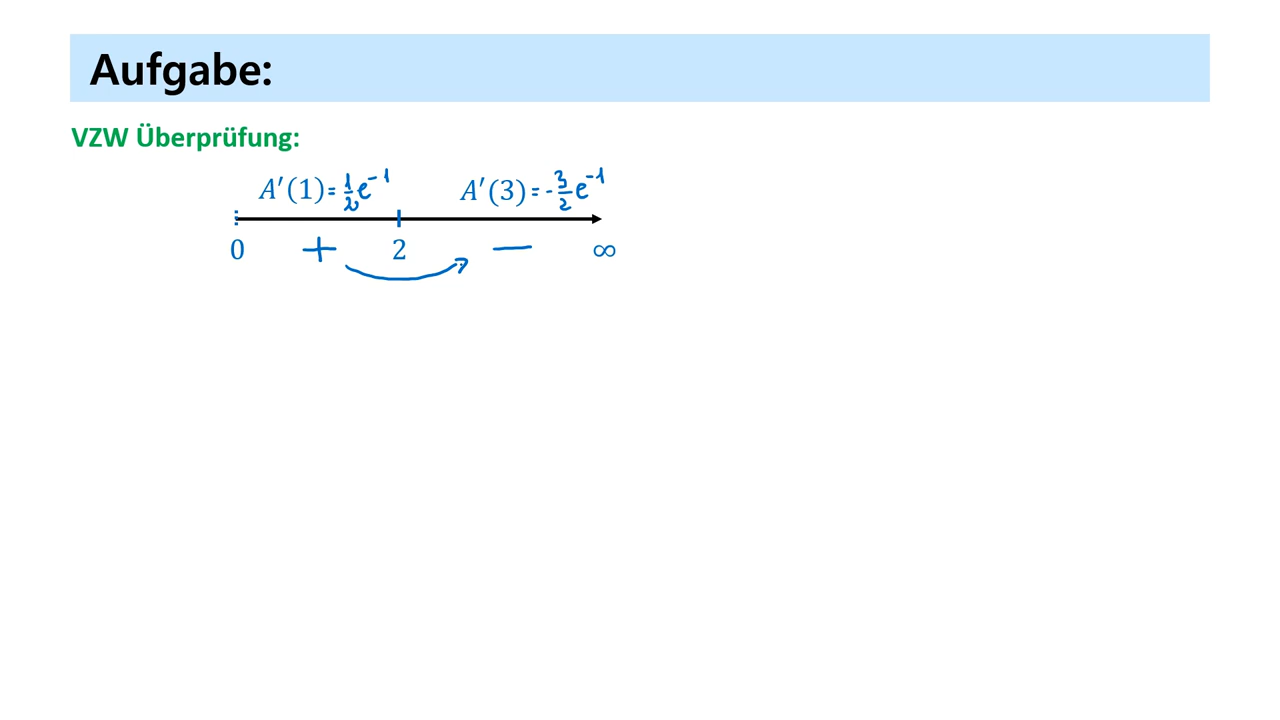 Aufgabe:
VZW Überprüfung:
A′(1) = 1/2 e^-1 A′(3) = -3/2 e^-1
0 + 2 − ∞